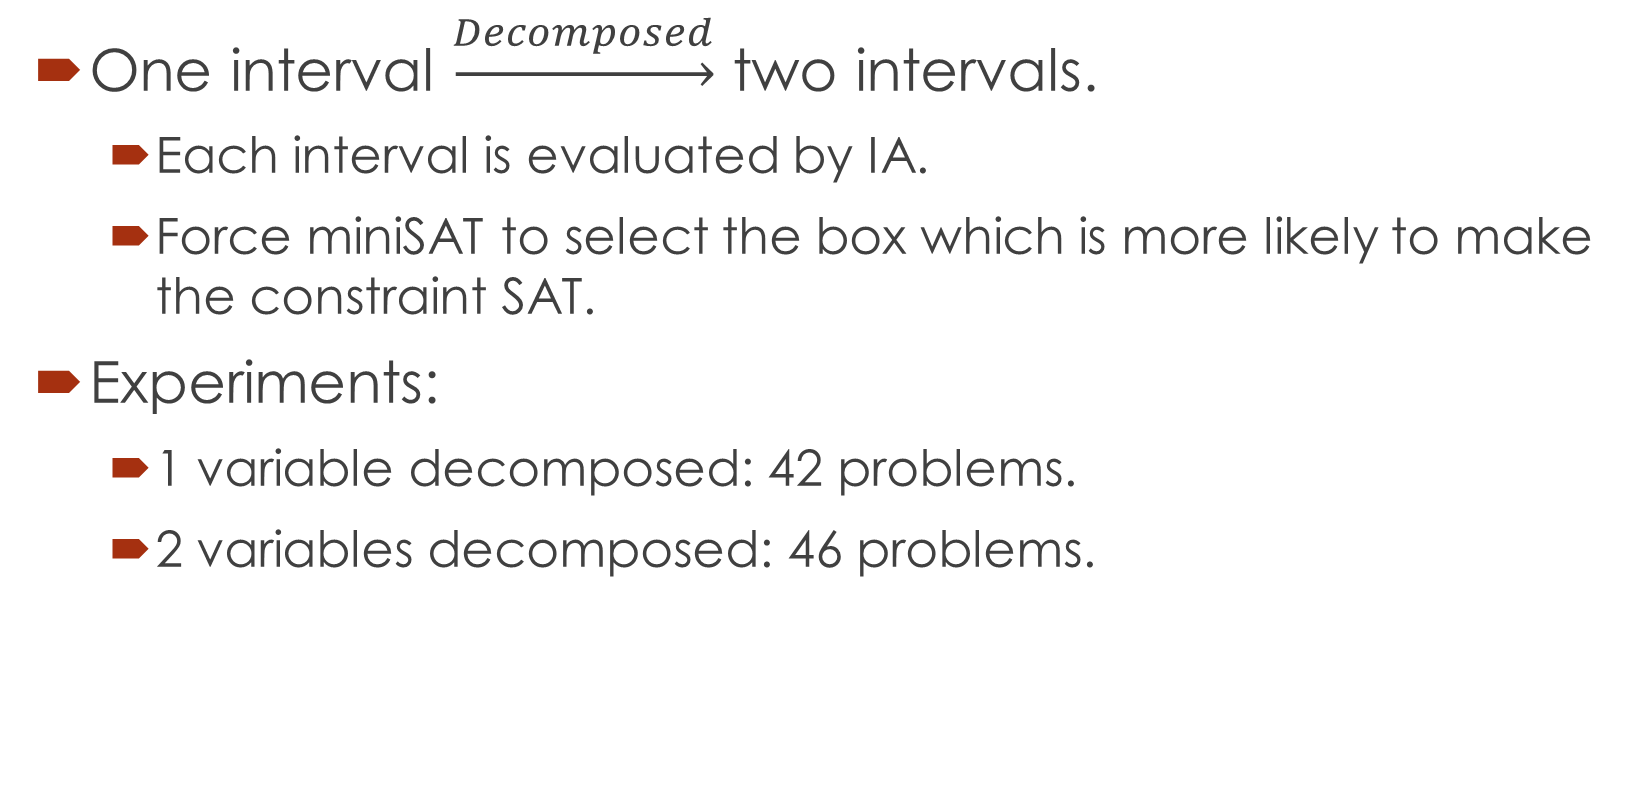 One interval \xrightarrow{Decomposed} two intervals.
Each interval is evaluated by IA.
Force miniSAT to select the box which is more likely to make
the constraint SAT.
Experiments:
1 variable decomposed: 42 problems.
2 variables decomposed: 46 problems.